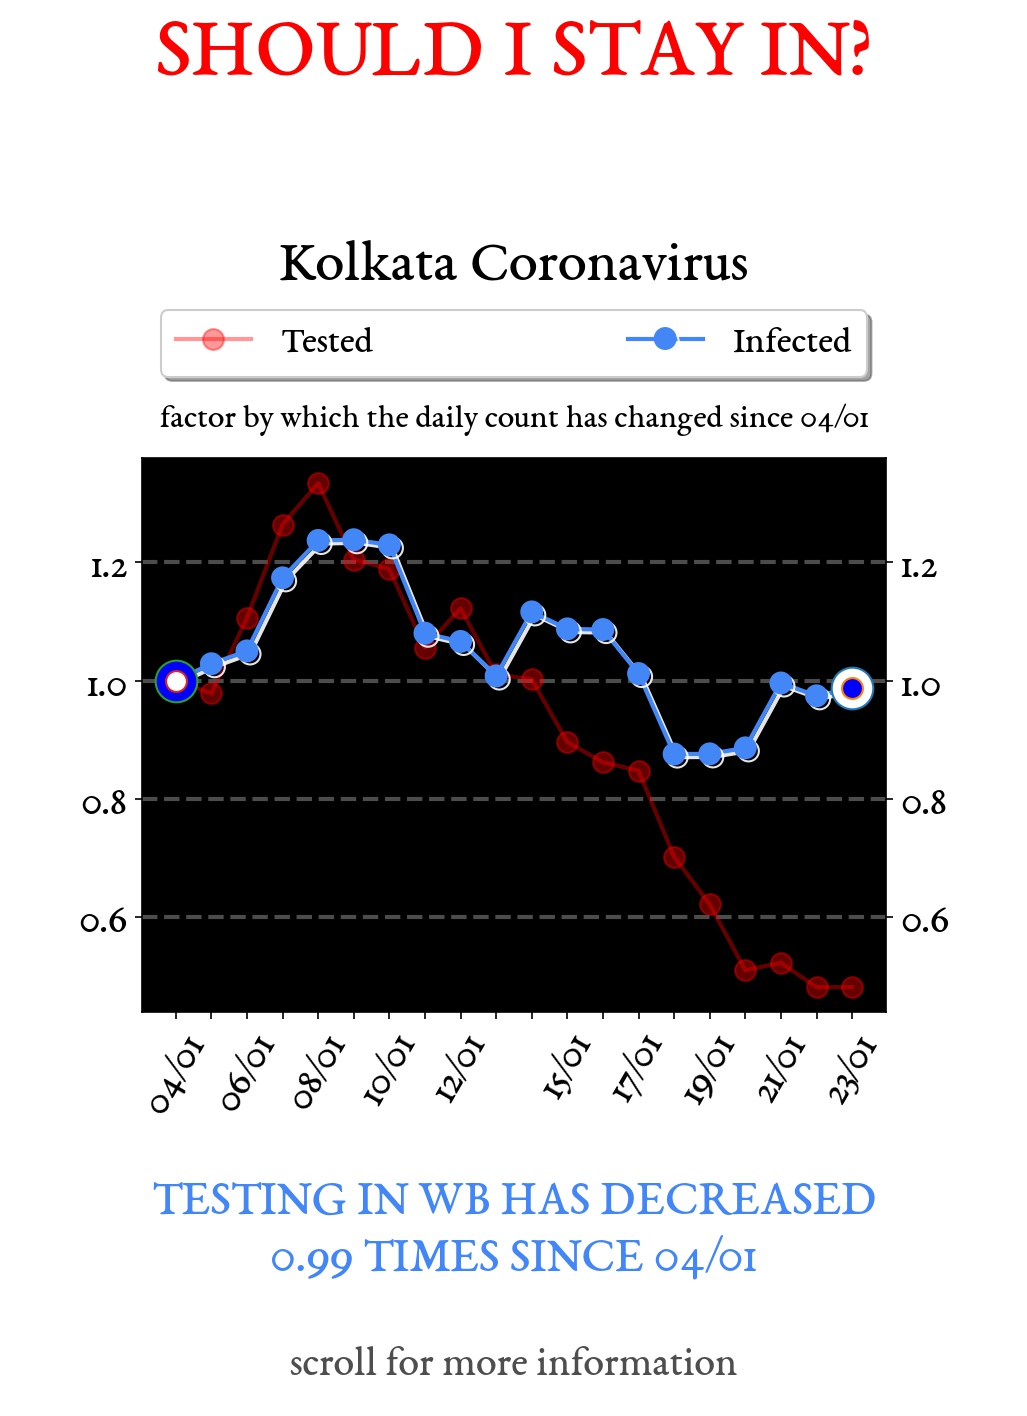 SHOULD I STAY IN?
Kolkata Coronavirus
Tested Infected
factor by which the daily count has changed since 04/01
1.2 1.2
1.0 1.0
0.8 0.8
0.6 0.6
04/01 06/01 08/01 10/01 12/01 15/01 17/01 19/01 21/01 23/01
TESTING IN WB HAS DECREASED
0.99 TIMES SINCE 04/01
scroll for more information